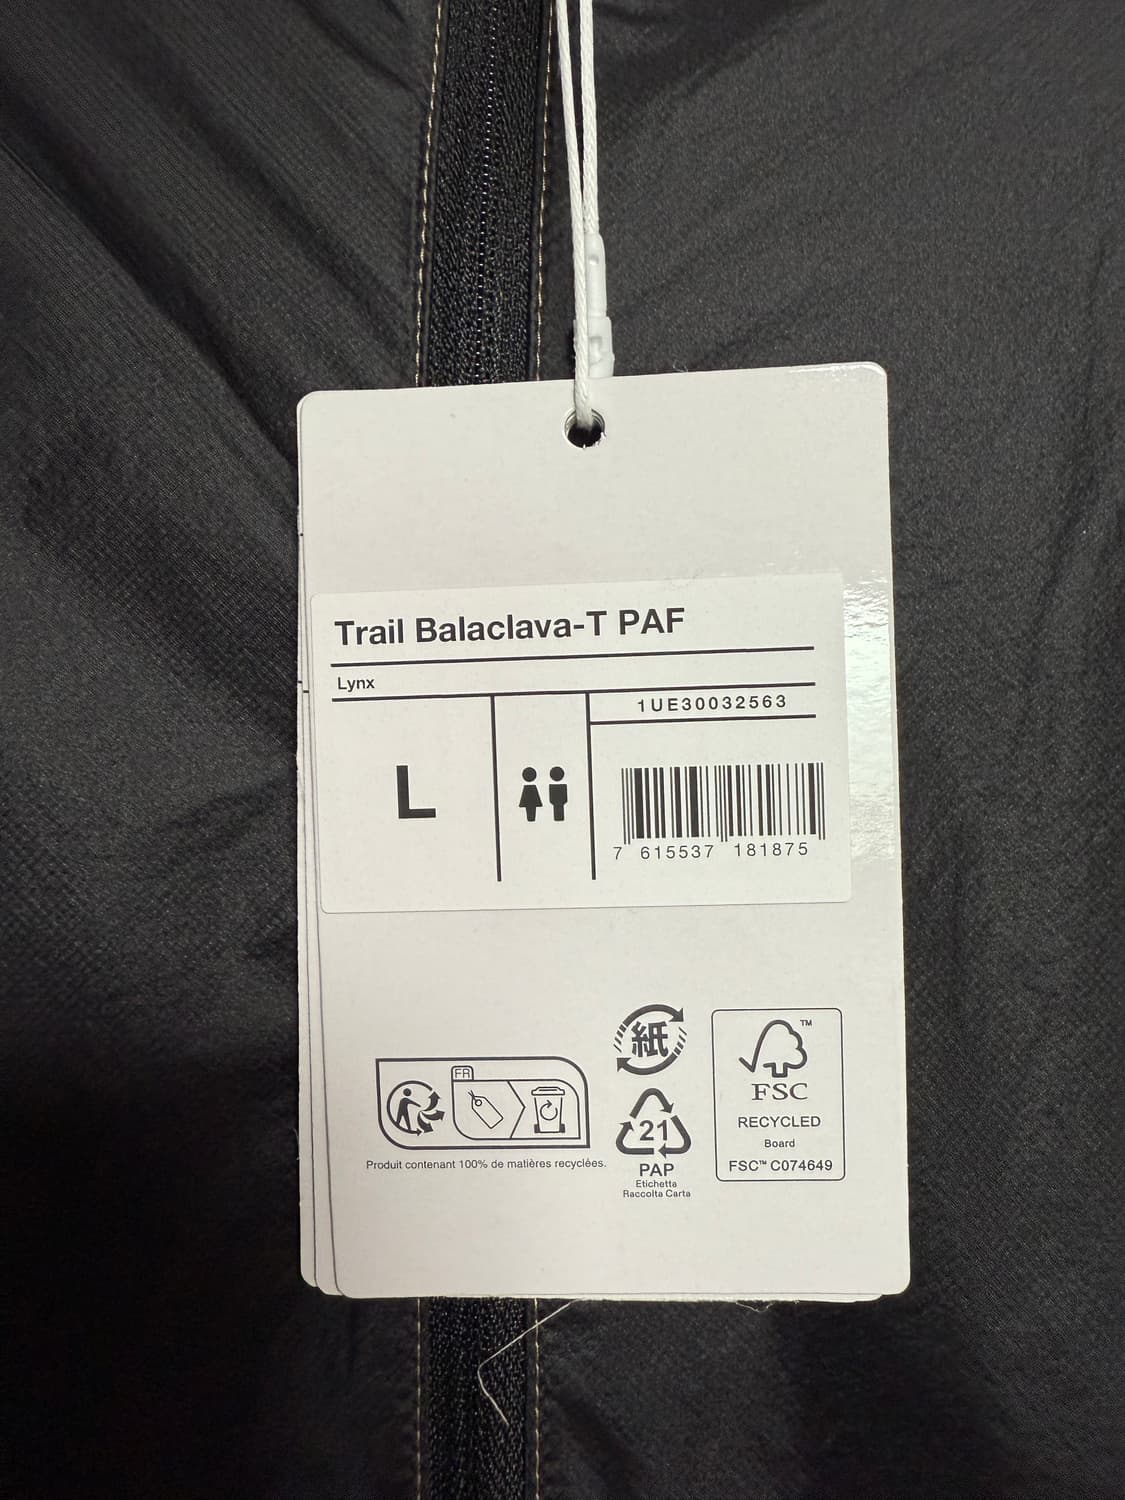 Trail Balaclava-T PAF
Lynx
1UE30032563
L
7 615537 181875
紙
FR
Produit contenant 100% de matières recyclées.
21
PAP
Etichetta
Raccolta Carta
FSC™
RECYCLED
Board
FSC™ C074649